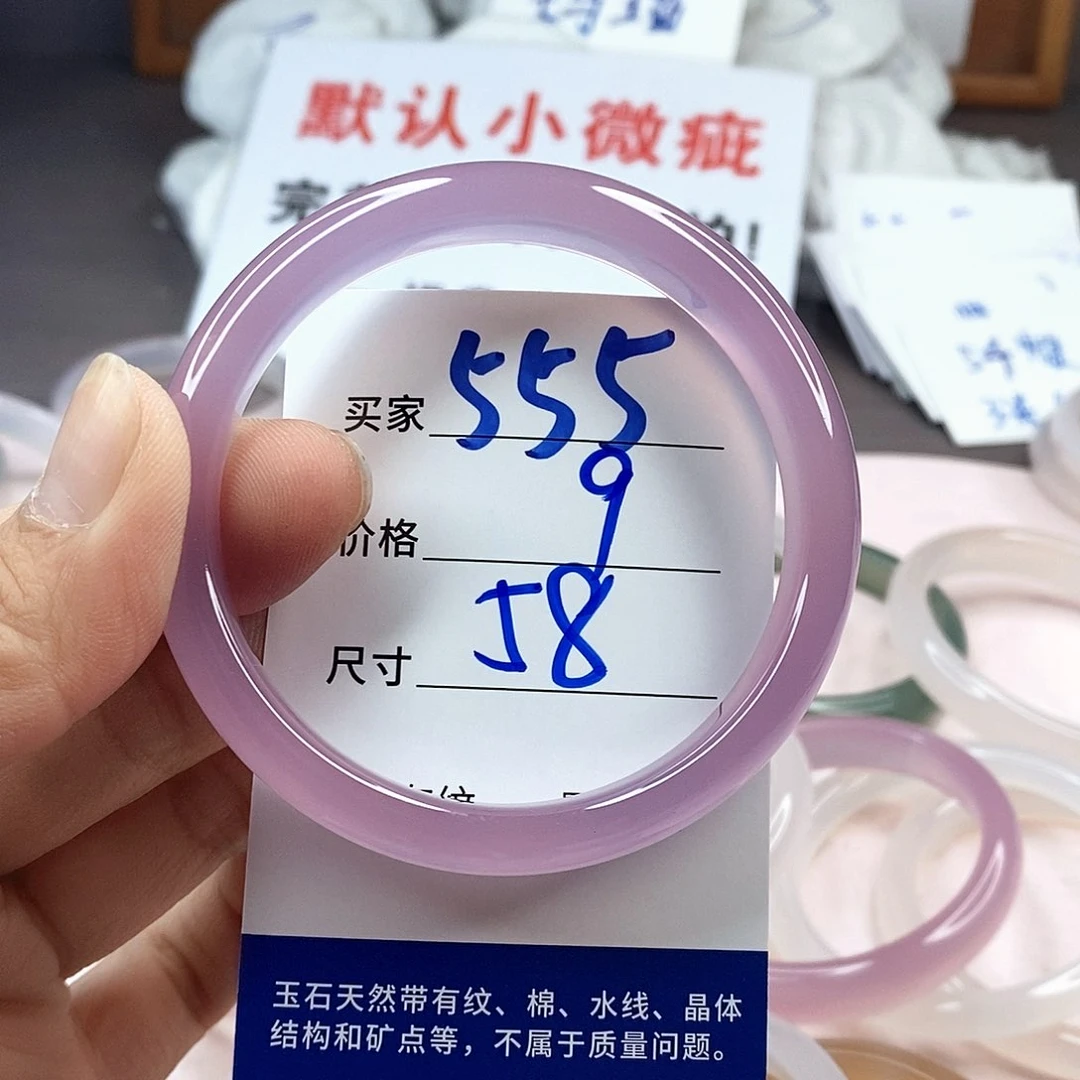 默认小微疵
完
!
买家 555
9
价格
尺寸 58
玉石天然带有纹、棉、水线、晶体
结构和矿点等，不属于质量问题。